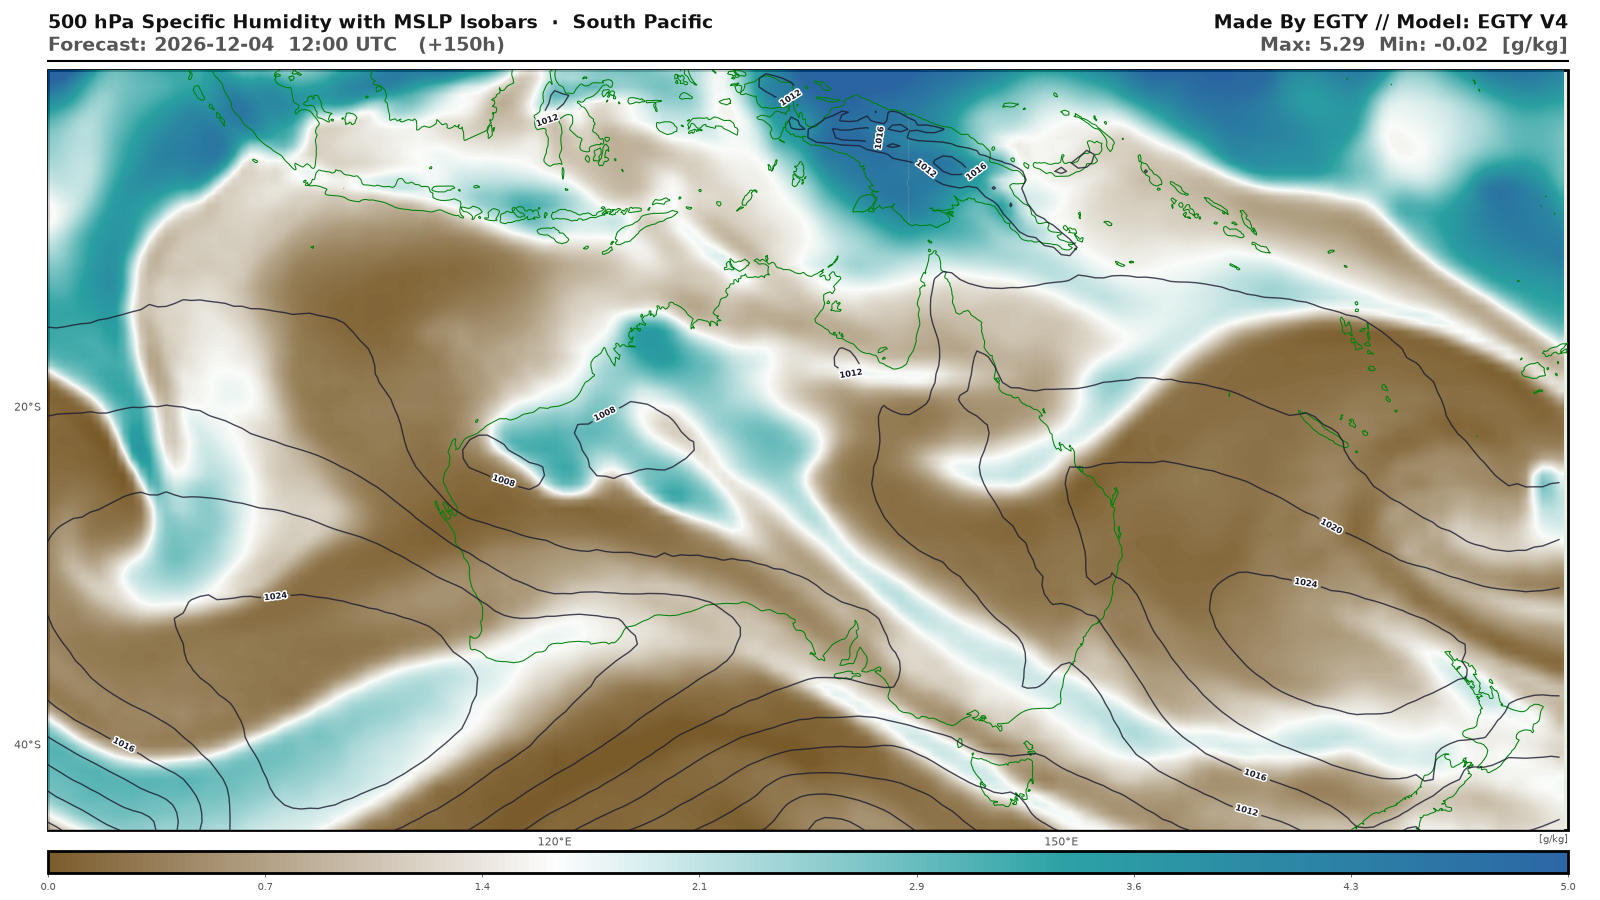 500 hPa Specific Humidity with MSLP Isobars · South Pacific
Made By EGTY // Model: EGTY V4
Forecast: 2026-12-04 12:00 UTC (+150h)
Max: 5.29 Min: -0.02 [g/kg]
1012
1012
1016
1012
1016
1012
1008
1008
1020
1024
1024
1016
1016
1012
20°S
40°S
120°E
150°E
[g/kg]
0.0
0.7
1.4
2.1
2.9
3.6
4.3
5.0